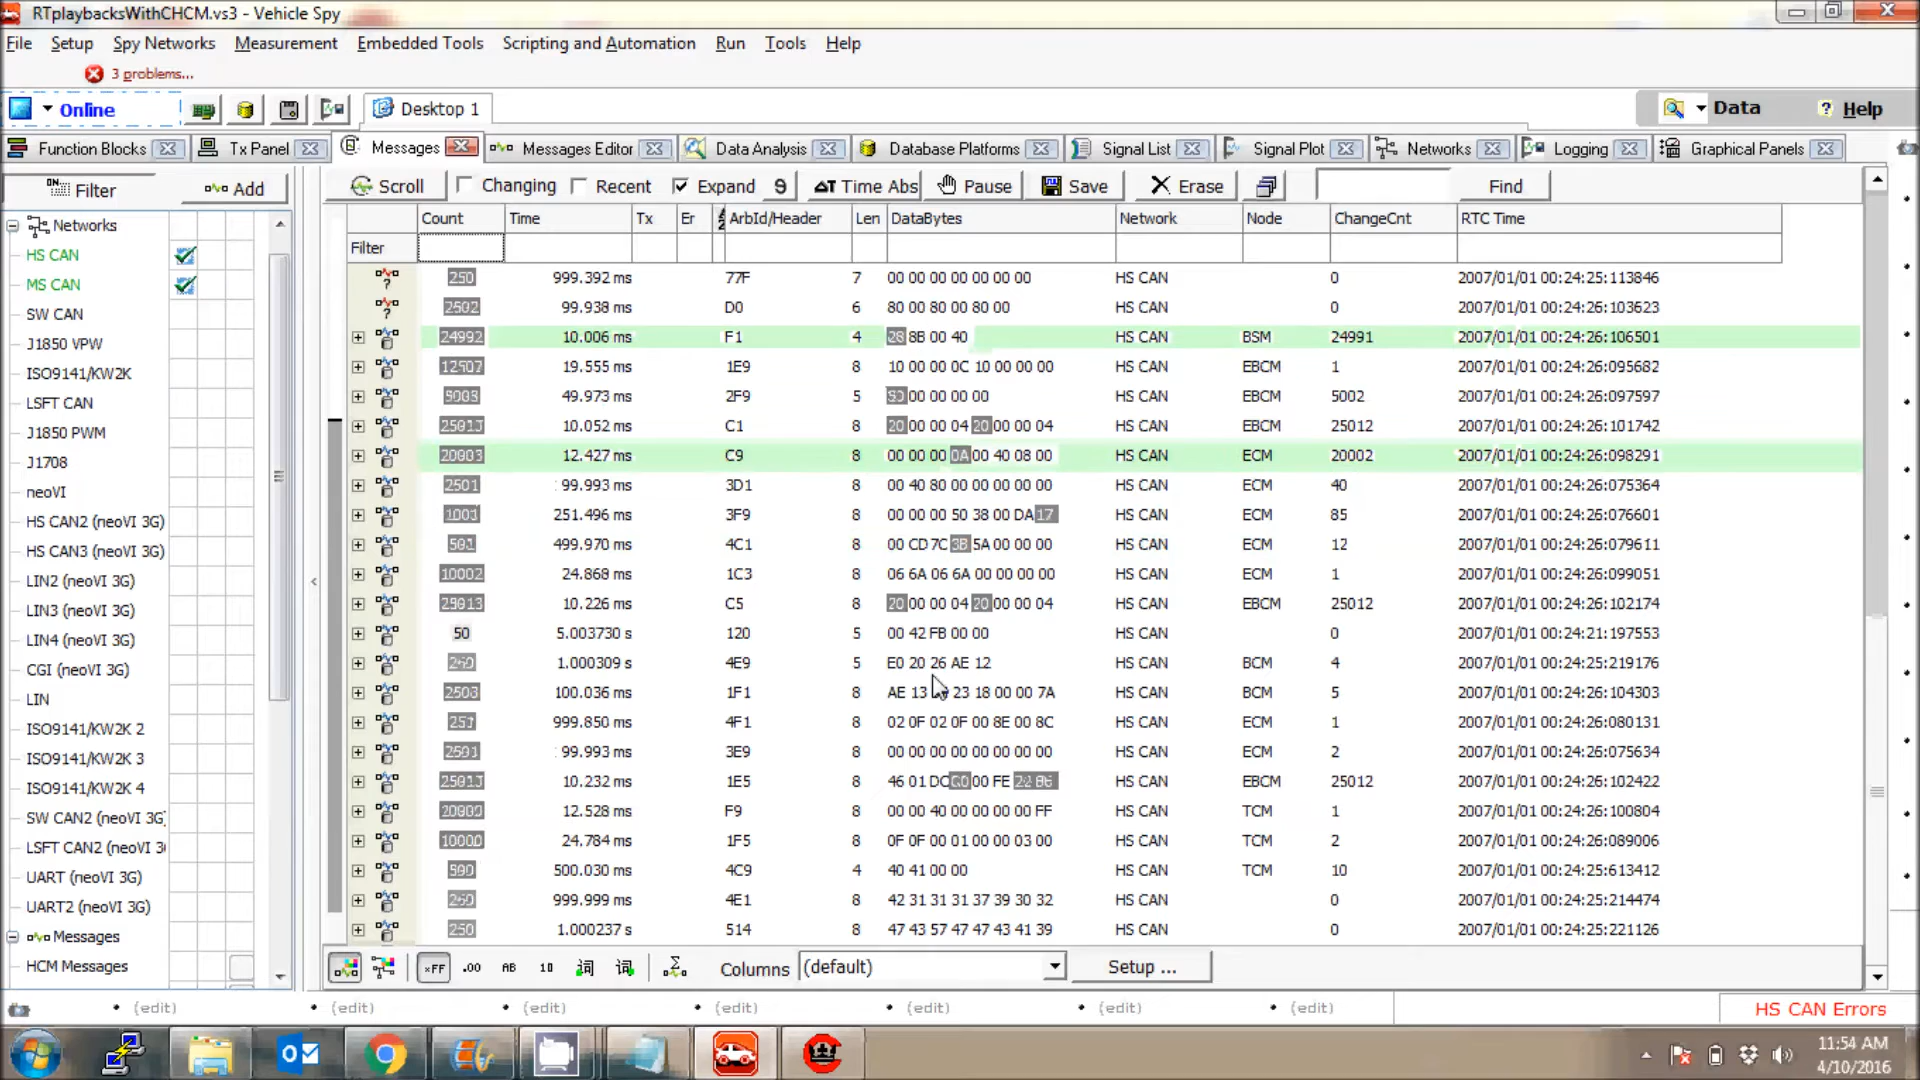 RTplaybacksWithCHCM.vs3 - Vehicle Spy
File Setup Spy Networks Measurement Embedded Tools Scripting and Automation Run Tools Help
3 problems...
Online Desktop 1 Data ? Help
Function Blocks Tx Panel Messages Messages Editor Data Analysis Database Platforms Signal List Signal Plot Networks Logging Graphical Panels
Filter Add Scroll Changing Recent Expand 9 ΔT Time Abs Pause Save Erase Find
Count Time Tx Er ArbId/Header Len DataBytes Network Node ChangeCnt RTC Time
Filter
Networks
HS CAN
MS CAN
SW CAN
J1850 VPW
ISO9141/KW2K
LSFT CAN
J1850 PWM
J1708
neoVI
HS CAN2 (neoVI 3G)
HS CAN3 (neoVI 3G)
LIN2 (neoVI 3G)
LIN3 (neoVI 3G)
LIN4 (neoVI 3G)
CGI (neoVI 3G)
LIN
ISO9141/KW2K 2
ISO9141/KW2K 3
ISO9141/KW2K 4
SW CAN2 (neoVI 3G)
LSFT CAN2 (neoVI 3
UART (neoVI 3G)
UART2 (neoVI 3G)
Messages
HCM Messages
250 999.392 ms 77F 7 00 00 00 00 00 00 00 HS CAN 0 2007/01/01 00:24:25:113846
2502 99.938 ms D0 6 80 00 80 00 80 00 HS CAN 0 2007/01/01 00:24:26:103623
24992 10.006 ms F1 4 28 8B 00 40 HS CAN BSM 24991 2007/01/01 00:24:26:106501
12507 19.555 ms 1E9 8 10 00 00 0C 10 00 00 00 HS CAN EBCM 1 2007/01/01 00:24:26:095682
5003 49.973 ms 2F9 5 00 00 00 00 HS CAN EBCM 5002 2007/01/01 00:24:26:097597
25013 10.052 ms C1 8 20 00 00 04 20 00 00 04 HS CAN EBCM 25012 2007/01/01 00:24:26:101742
20003 12.427 ms C9 8 00 00 00 0A 00 40 08 00 HS CAN ECM 20002 2007/01/01 00:24:26:098291
2501 99.993 ms 3D1 8 00 40 80 00 00 00 00 00 HS CAN ECM 40 2007/01/01 00:24:26:075364
1001 251.496 ms 3F9 8 00 00 00 50 38 00 DA 17 HS CAN ECM 85 2007/01/01 00:24:26:076601
501 499.970 ms 4C1 8 00 CD 7C 3B 5A 00 00 00 HS CAN ECM 12 2007/01/01 00:24:26:079611
10002 24.868 ms 1C3 8 06 6A 06 6A 00 00 00 00 HS CAN ECM 1 2007/01/01 00:24:26:099051
25013 10.226 ms C5 8 20 00 00 04 20 00 00 04 HS CAN EBCM 25012 2007/01/01 00:24:26:102174
50 5.003730 s 120 5 00 42 FB 00 00 HS CAN 0 2007/01/01 00:24:21:197553
1.000309 s 4E9 5 E0 20 26 AE 12 HS CAN BCM 4 2007/01/01 00:24:25:219176
2503 100.036 ms 1F1 8 AE 13 23 18 00 00 7A HS CAN BCM 5 2007/01/01 00:24:26:104303
251 999.850 ms 4F1 8 02 0F 02 0F 00 8E 00 8C HS CAN ECM 1 2007/01/01 00:24:26:080131
2501 99.993 ms 3E9 8 00 00 00 00 00 00 00 00 HS CAN ECM 2 2007/01/01 00:24:26:075634
25013 10.232 ms 1E5 8 46 01 DC 00 FE HS CAN EBCM 25012 2007/01/01 00:24:26:102422
12.528 ms F9 8 00 00 40 00 00 00 00 FF HS CAN TCM 1 2007/01/01 00:24:26:100804
10000 24.784 ms 1F5 8 0F 0F 00 01 00 00 03 00 HS CAN TCM 2 2007/01/01 00:24:26:089006
500 500.030 ms 4C9 4 40 41 00 00 HS CAN TCM 10 2007/01/01 00:24:25:613412
999.999 ms 4E1 8 42 31 31 31 37 39 30 32 HS CAN 0 2007/01/01 00:24:25:214474
250 1.000237 s 514 8 47 43 57 47 47 43 41 39 HS CAN 0 2007/01/01 00:24:25:221126
×FF .00 AB 10 词 词 Columns (default) Setup ...
(edit) (edit) (edit) (edit) (edit) (edit) (edit) HS CAN Errors
11:54 AM
4/10/2016